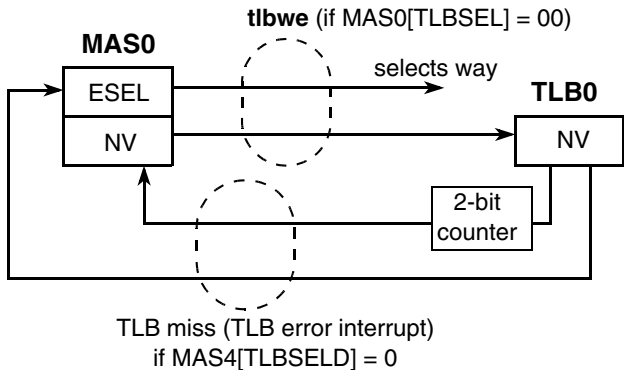 tlbwe (if MAS0[TLBSEL] = 00)
MAS0
selects way
ESEL
TLB0
NV
NV
2-bit
counter
TLB miss (TLB error interrupt)
if MAS4[TLBSELD] = 0